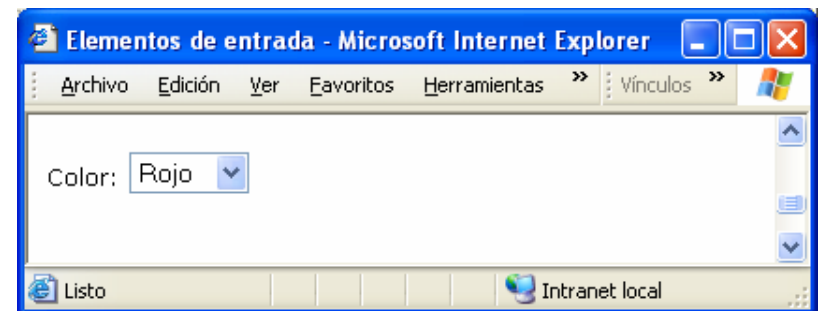 Elementos de entrada - Microsoft Internet Explorer
Archivo Edición Ver Favoritos Herramientas » Vínculos »
Color: Rojo
Listo Intranet local